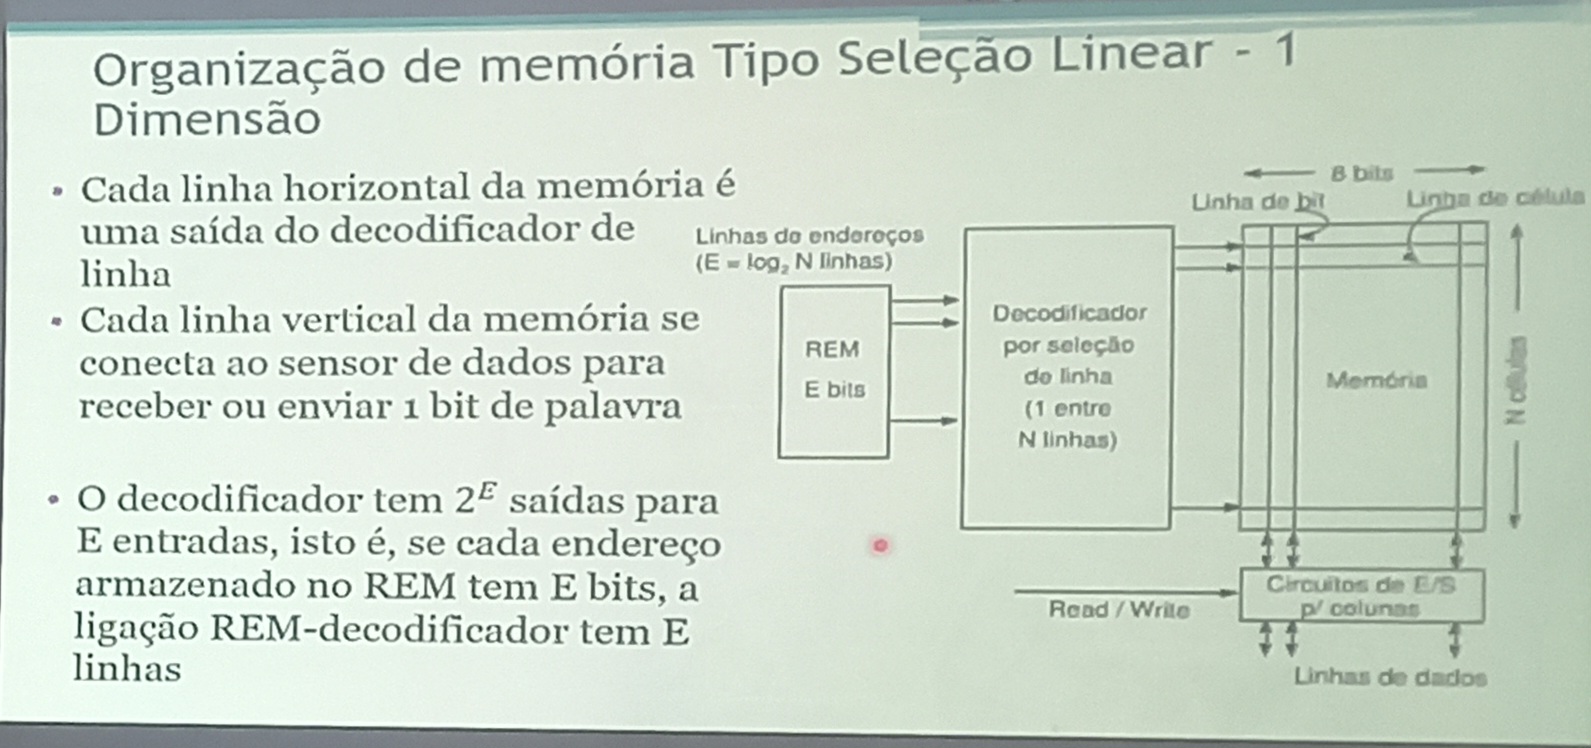 Organização de memória Tipo Seleção Linear - 1
Dimensão
• Cada linha horizontal da memória é
uma saída do decodificador de
linha
• Cada linha vertical da memória se
conecta ao sensor de dados para
receber ou enviar 1 bit de palavra
• O decodificador tem 2^E saídas para
E entradas, isto é, se cada endereço
armazenado no REM tem E bits, a
ligação REM-decodificador tem E
linhas
Linhas de endereços
(E = log₂ N linhas)
REM
E bits
Decodificador
por seleção
de linha
(1 entre
N linhas)
8 bits
Linha de bit
Linha de célula
Memória
N células
Read / Write
Circuitos de E/S
p/ colunas
Linhas de dados